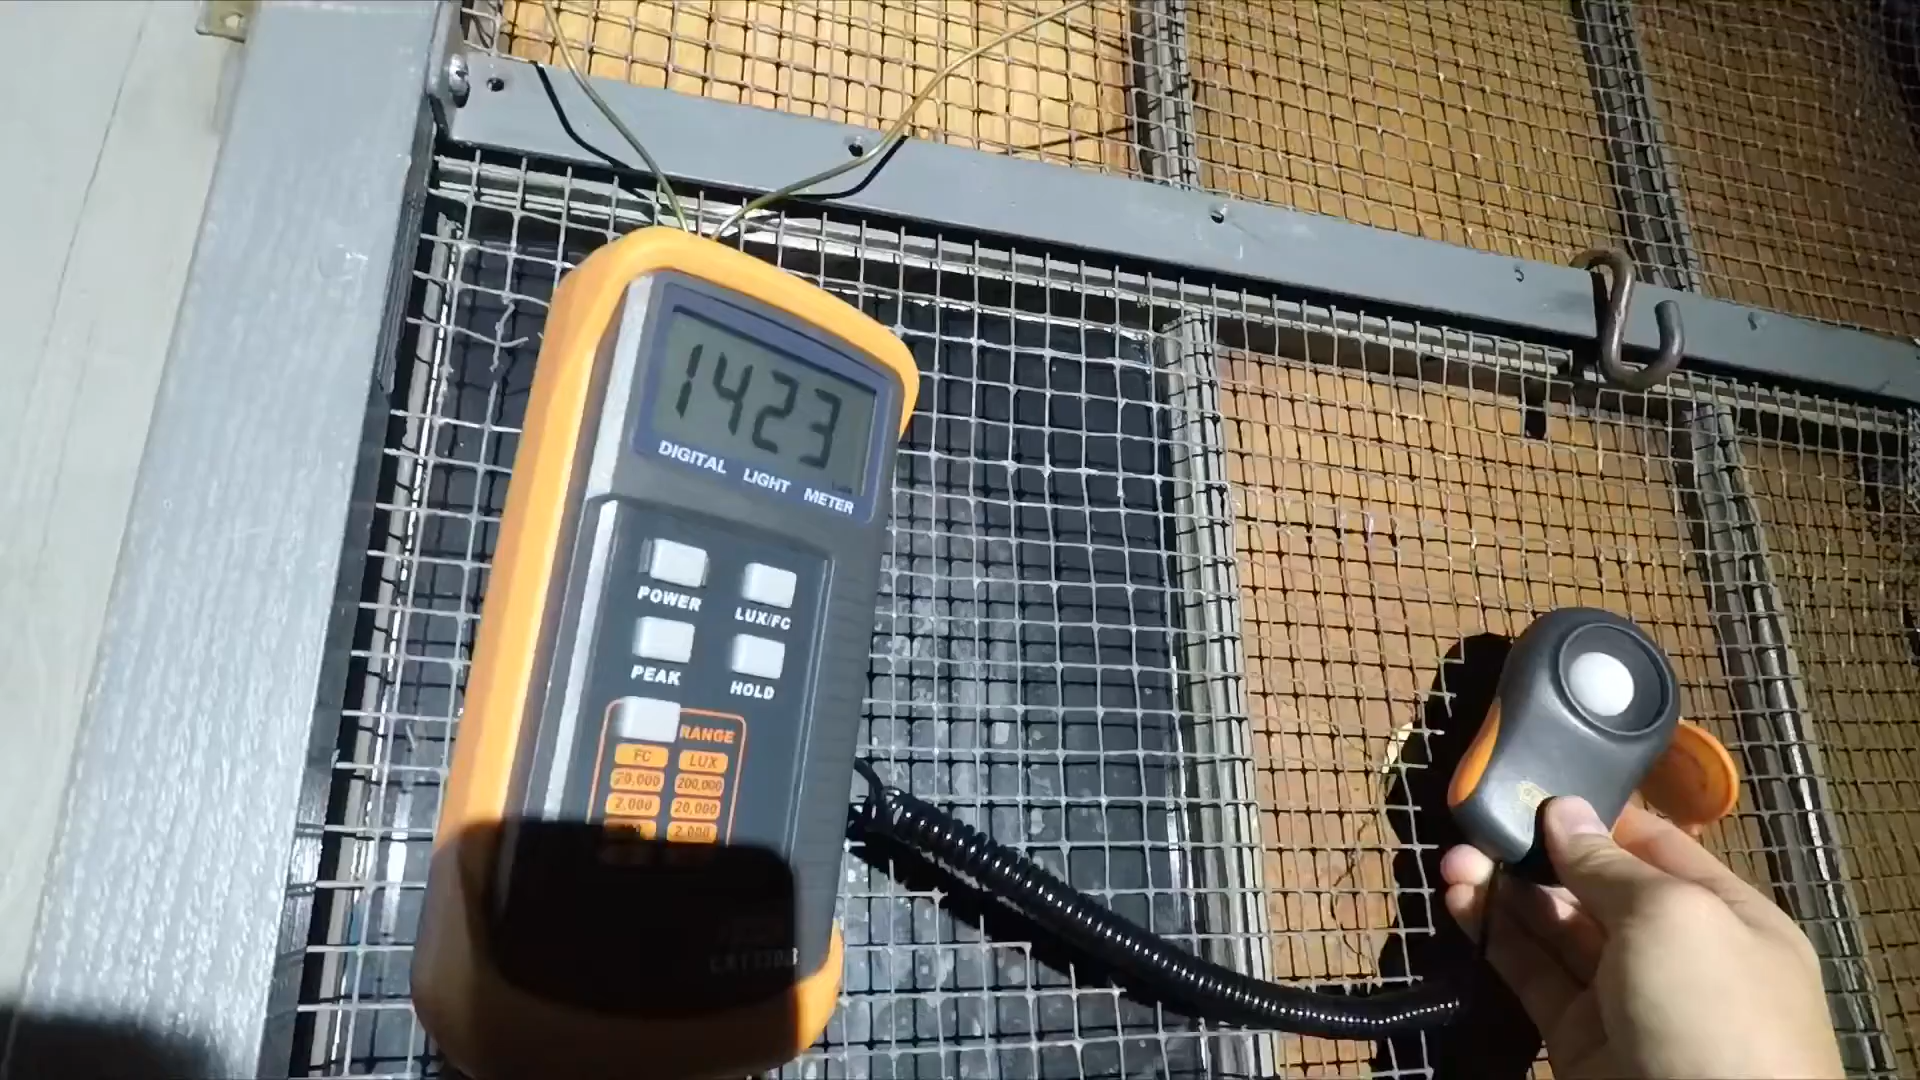 1423
DIGITAL LIGHT METER
POWER
LUX/FC
PEAK
HOLD
RANGE
FC LUX
20,000 200,000
2,000 20,000
2,000